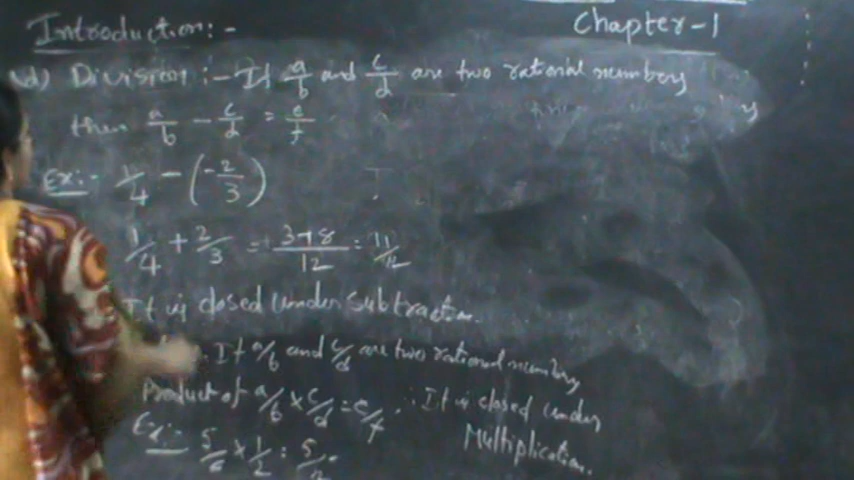 Introduction:-
Chapter-1
d) Division :- If a/b and c/d are two rational numbers
then a/b - c/d = e/f
Ex:- 1/4 - (-2/3)
1/4 + 2/3 = 3+8/12 = 11/12
It is closed under subtraction.
If a/b and c/d are two rational numbers
Product of a/b × c/d = e/f ∴ It is closed under
Multiplication.
Ex:- 5/6 × 1/2 = 5/12